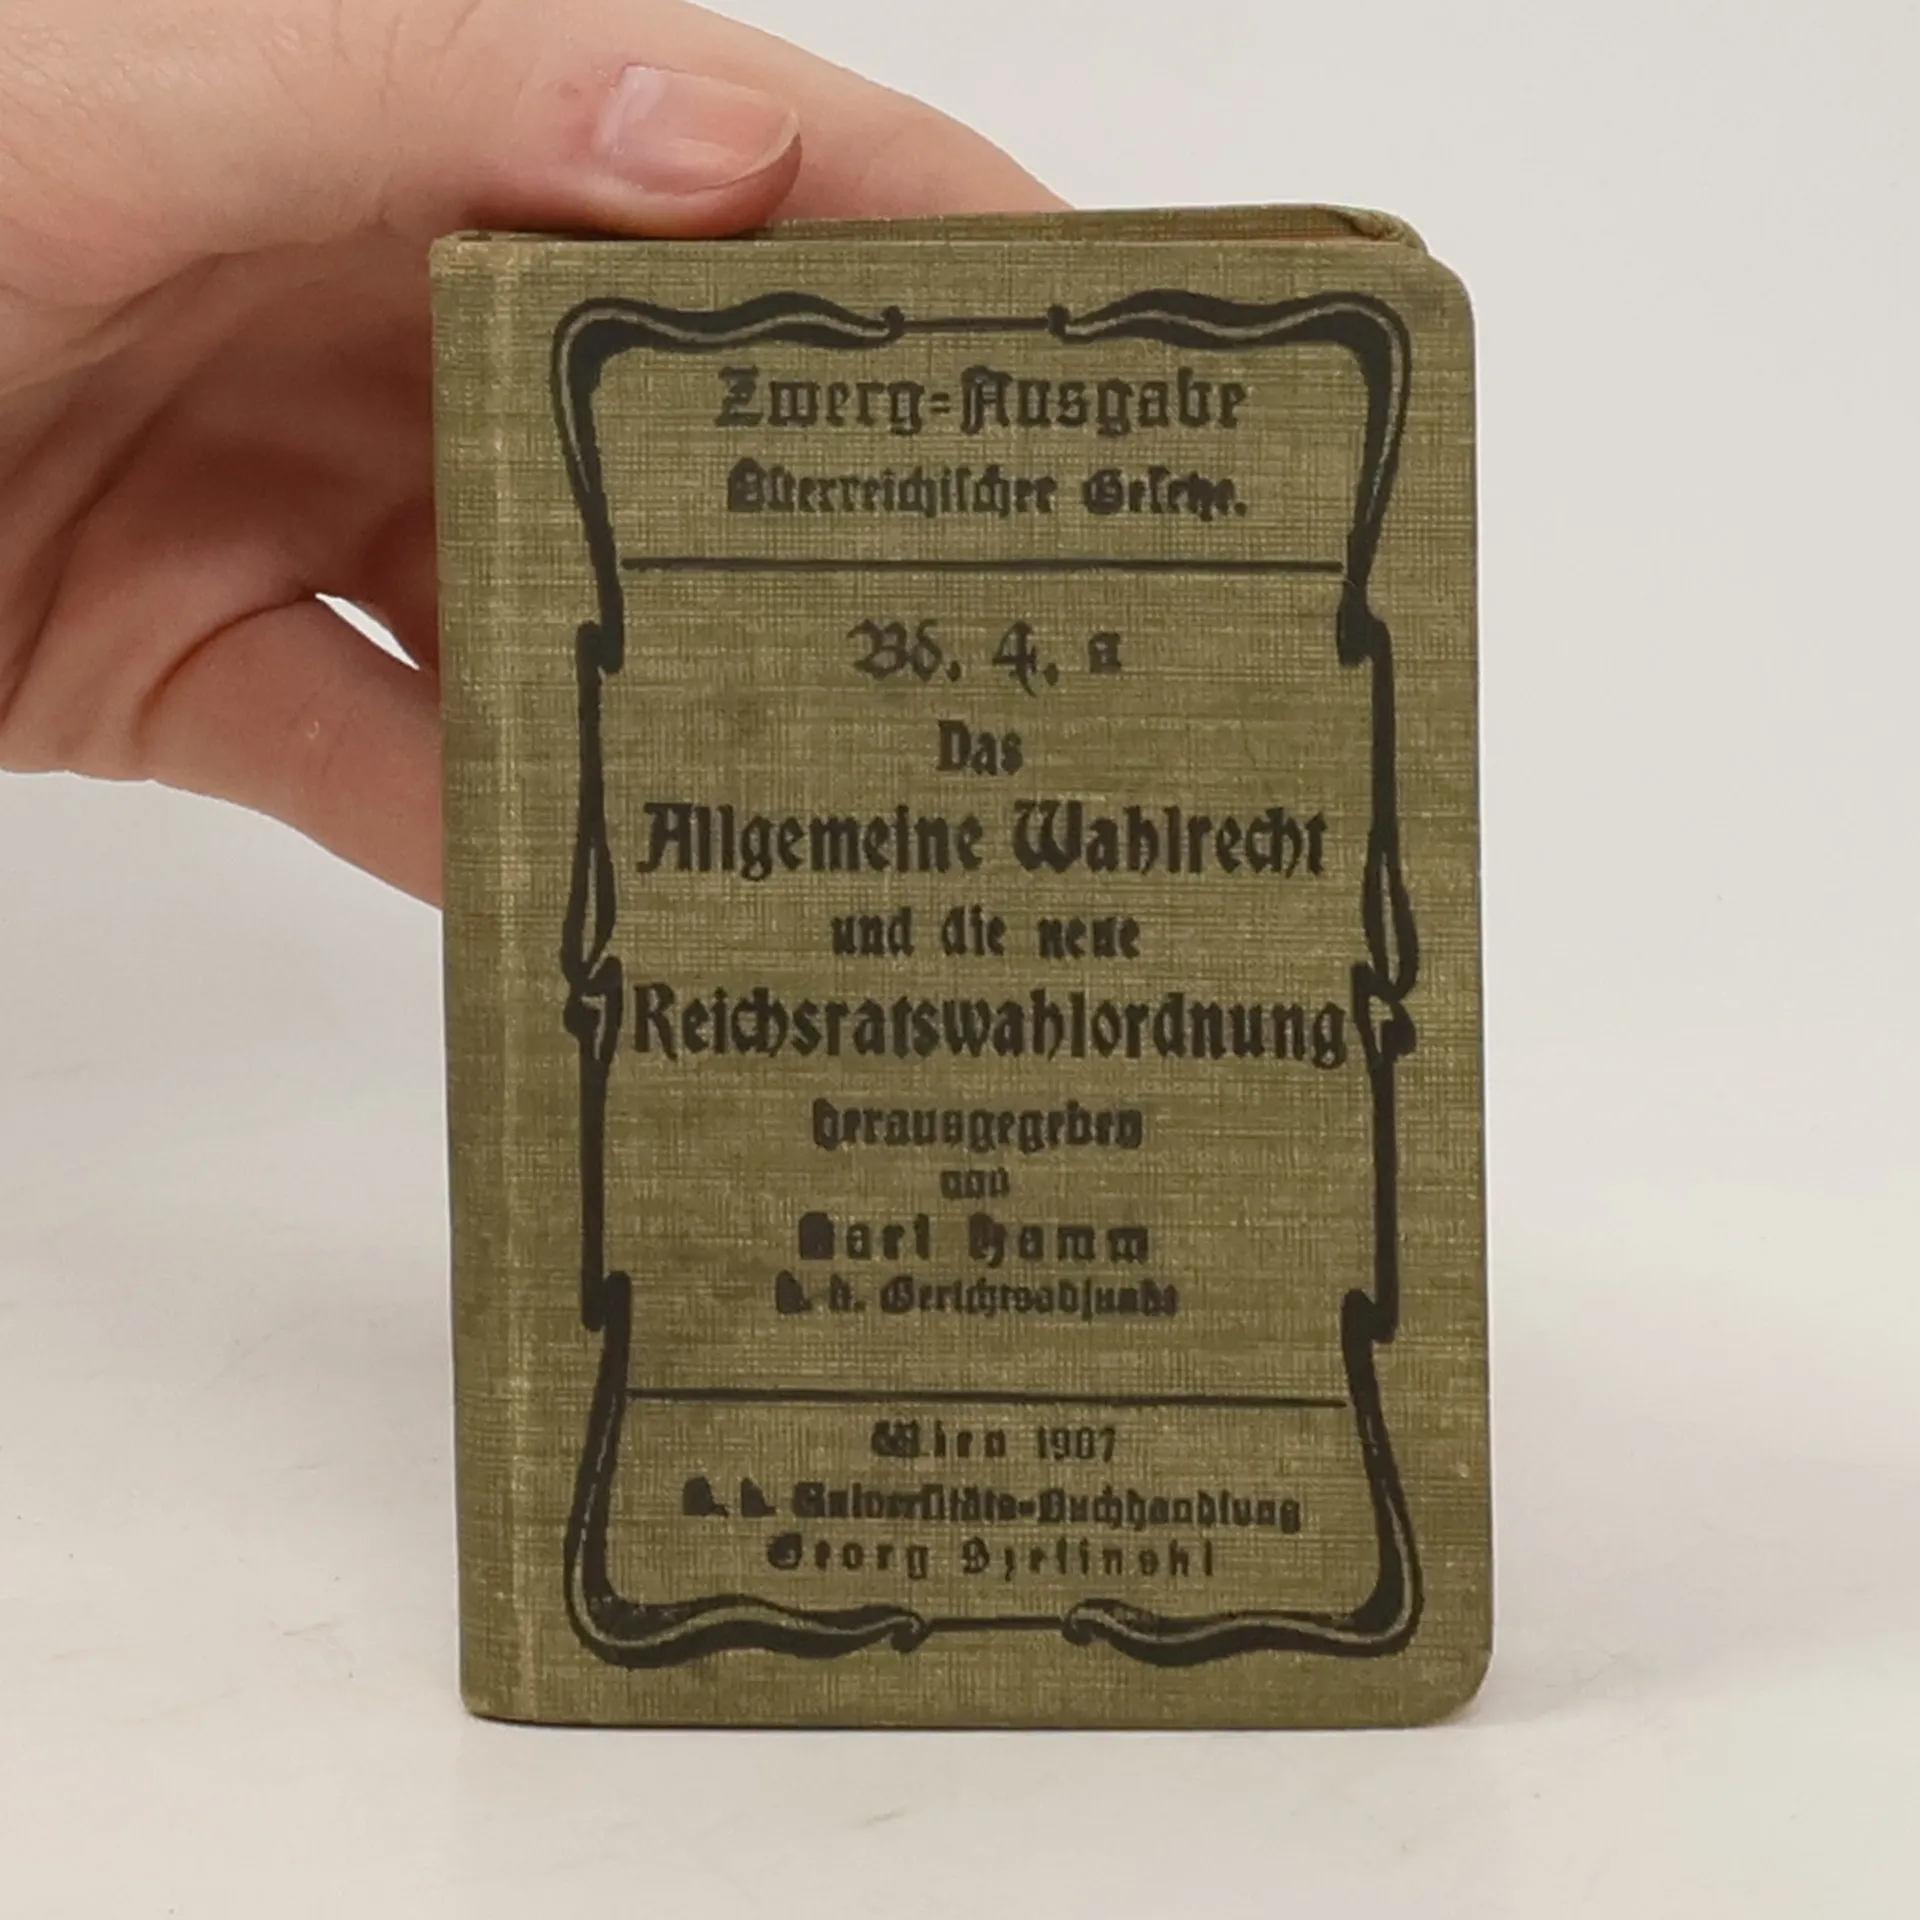 Zwerg=Ausgabe
Österreichischer Gesetze.
Bd. 4. a
Das
Allgemeine Wahlrecht
und die neue
Reichsratswahlordnung
herausgegeben
von
Karl Hamm
k. k. Gerichtsadjunkt
Wien 1907
k. k. Universitäts-Buchhandlung
Georg Szelinski